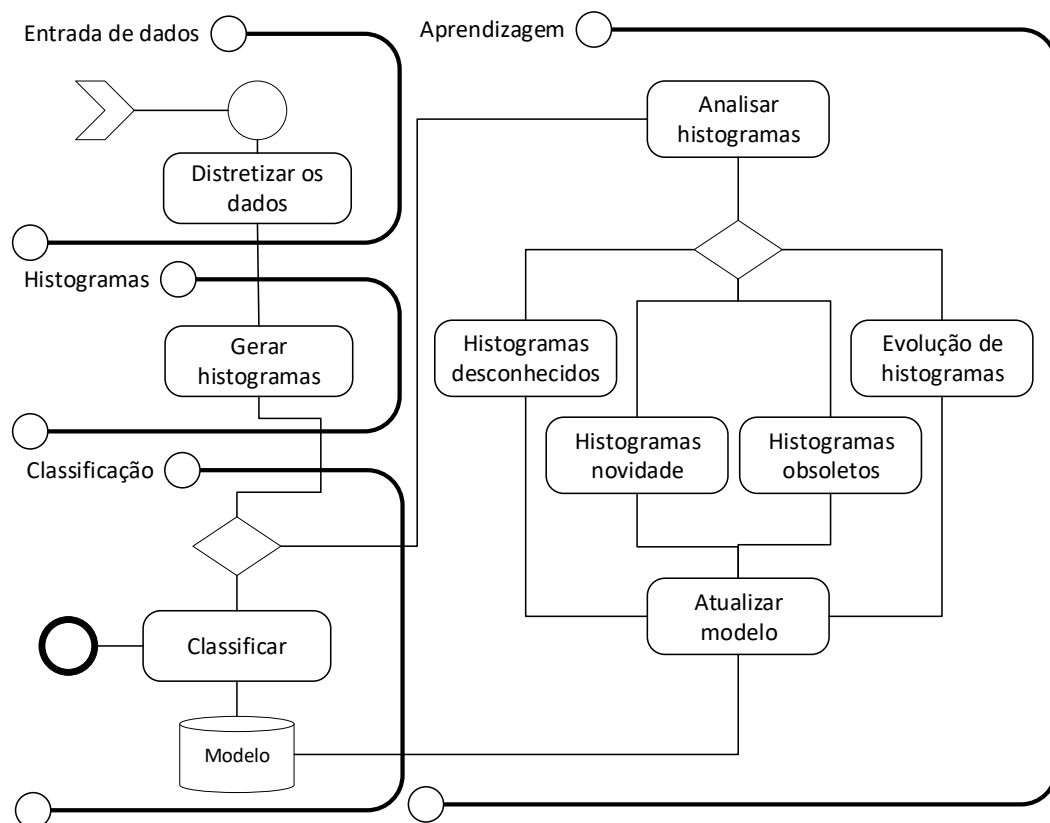 Entrada de dados
Distretizar os
dados
Histogramas
Gerar
histogramas
Classificação
Classificar
Modelo
Aprendizagem
Analisar
histogramas
Histogramas
desconhecidos
Evolução de
histogramas
Histogramas
novidade
Histogramas
obsoletos
Atualizar
modelo